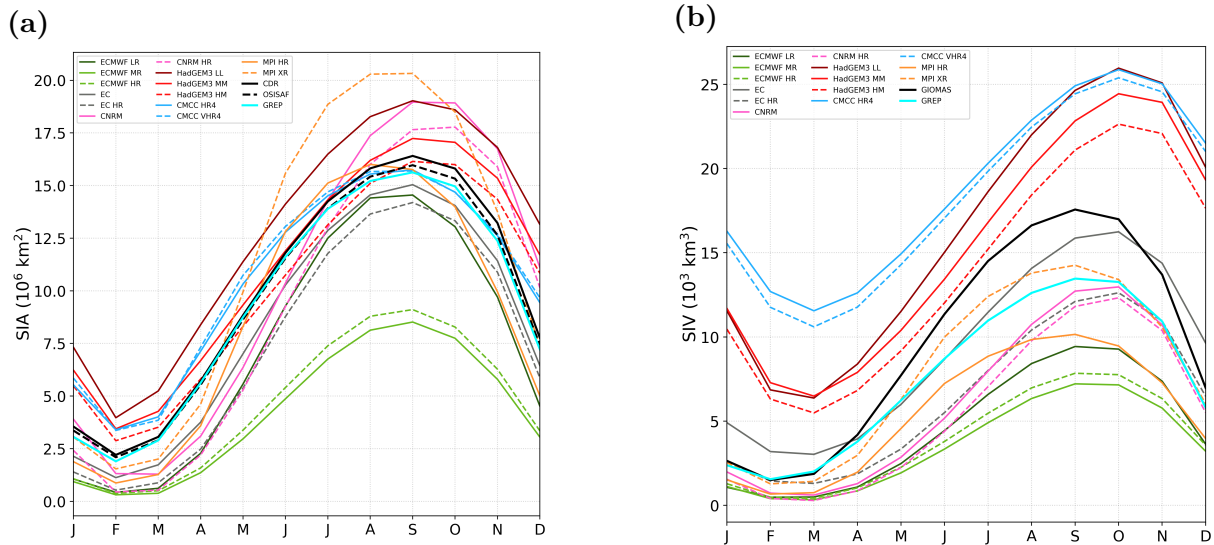 (a)
SIA (10⁶ km²)
20.0
17.5
15.0
12.5
10.0
7.5
5.0
2.5
0.0
ECMWF LR
ECMWF MR
ECMWF HR
EC
EC HR
CNRM
CNRM HR
HadGEM3 LL
HadGEM3 MM
HadGEM3 HM
CMCC HR4
CMCC VHR4
MPI HR
MPI XR
CDR
OSISAF
GREP
J F M A M J J A S O N D
(b)
SIV (10³ km³)
25
20
15
10
5
0
ECMWF LR
ECMWF MR
ECMWF HR
EC
EC HR
CNRM
CNRM HR
HadGEM3 LL
HadGEM3 MM
HadGEM3 HM
CMCC HR4
CMCC VHR4
MPI HR
MPI XR
GIOMAS
GREP
J F M A M J J A S O N D